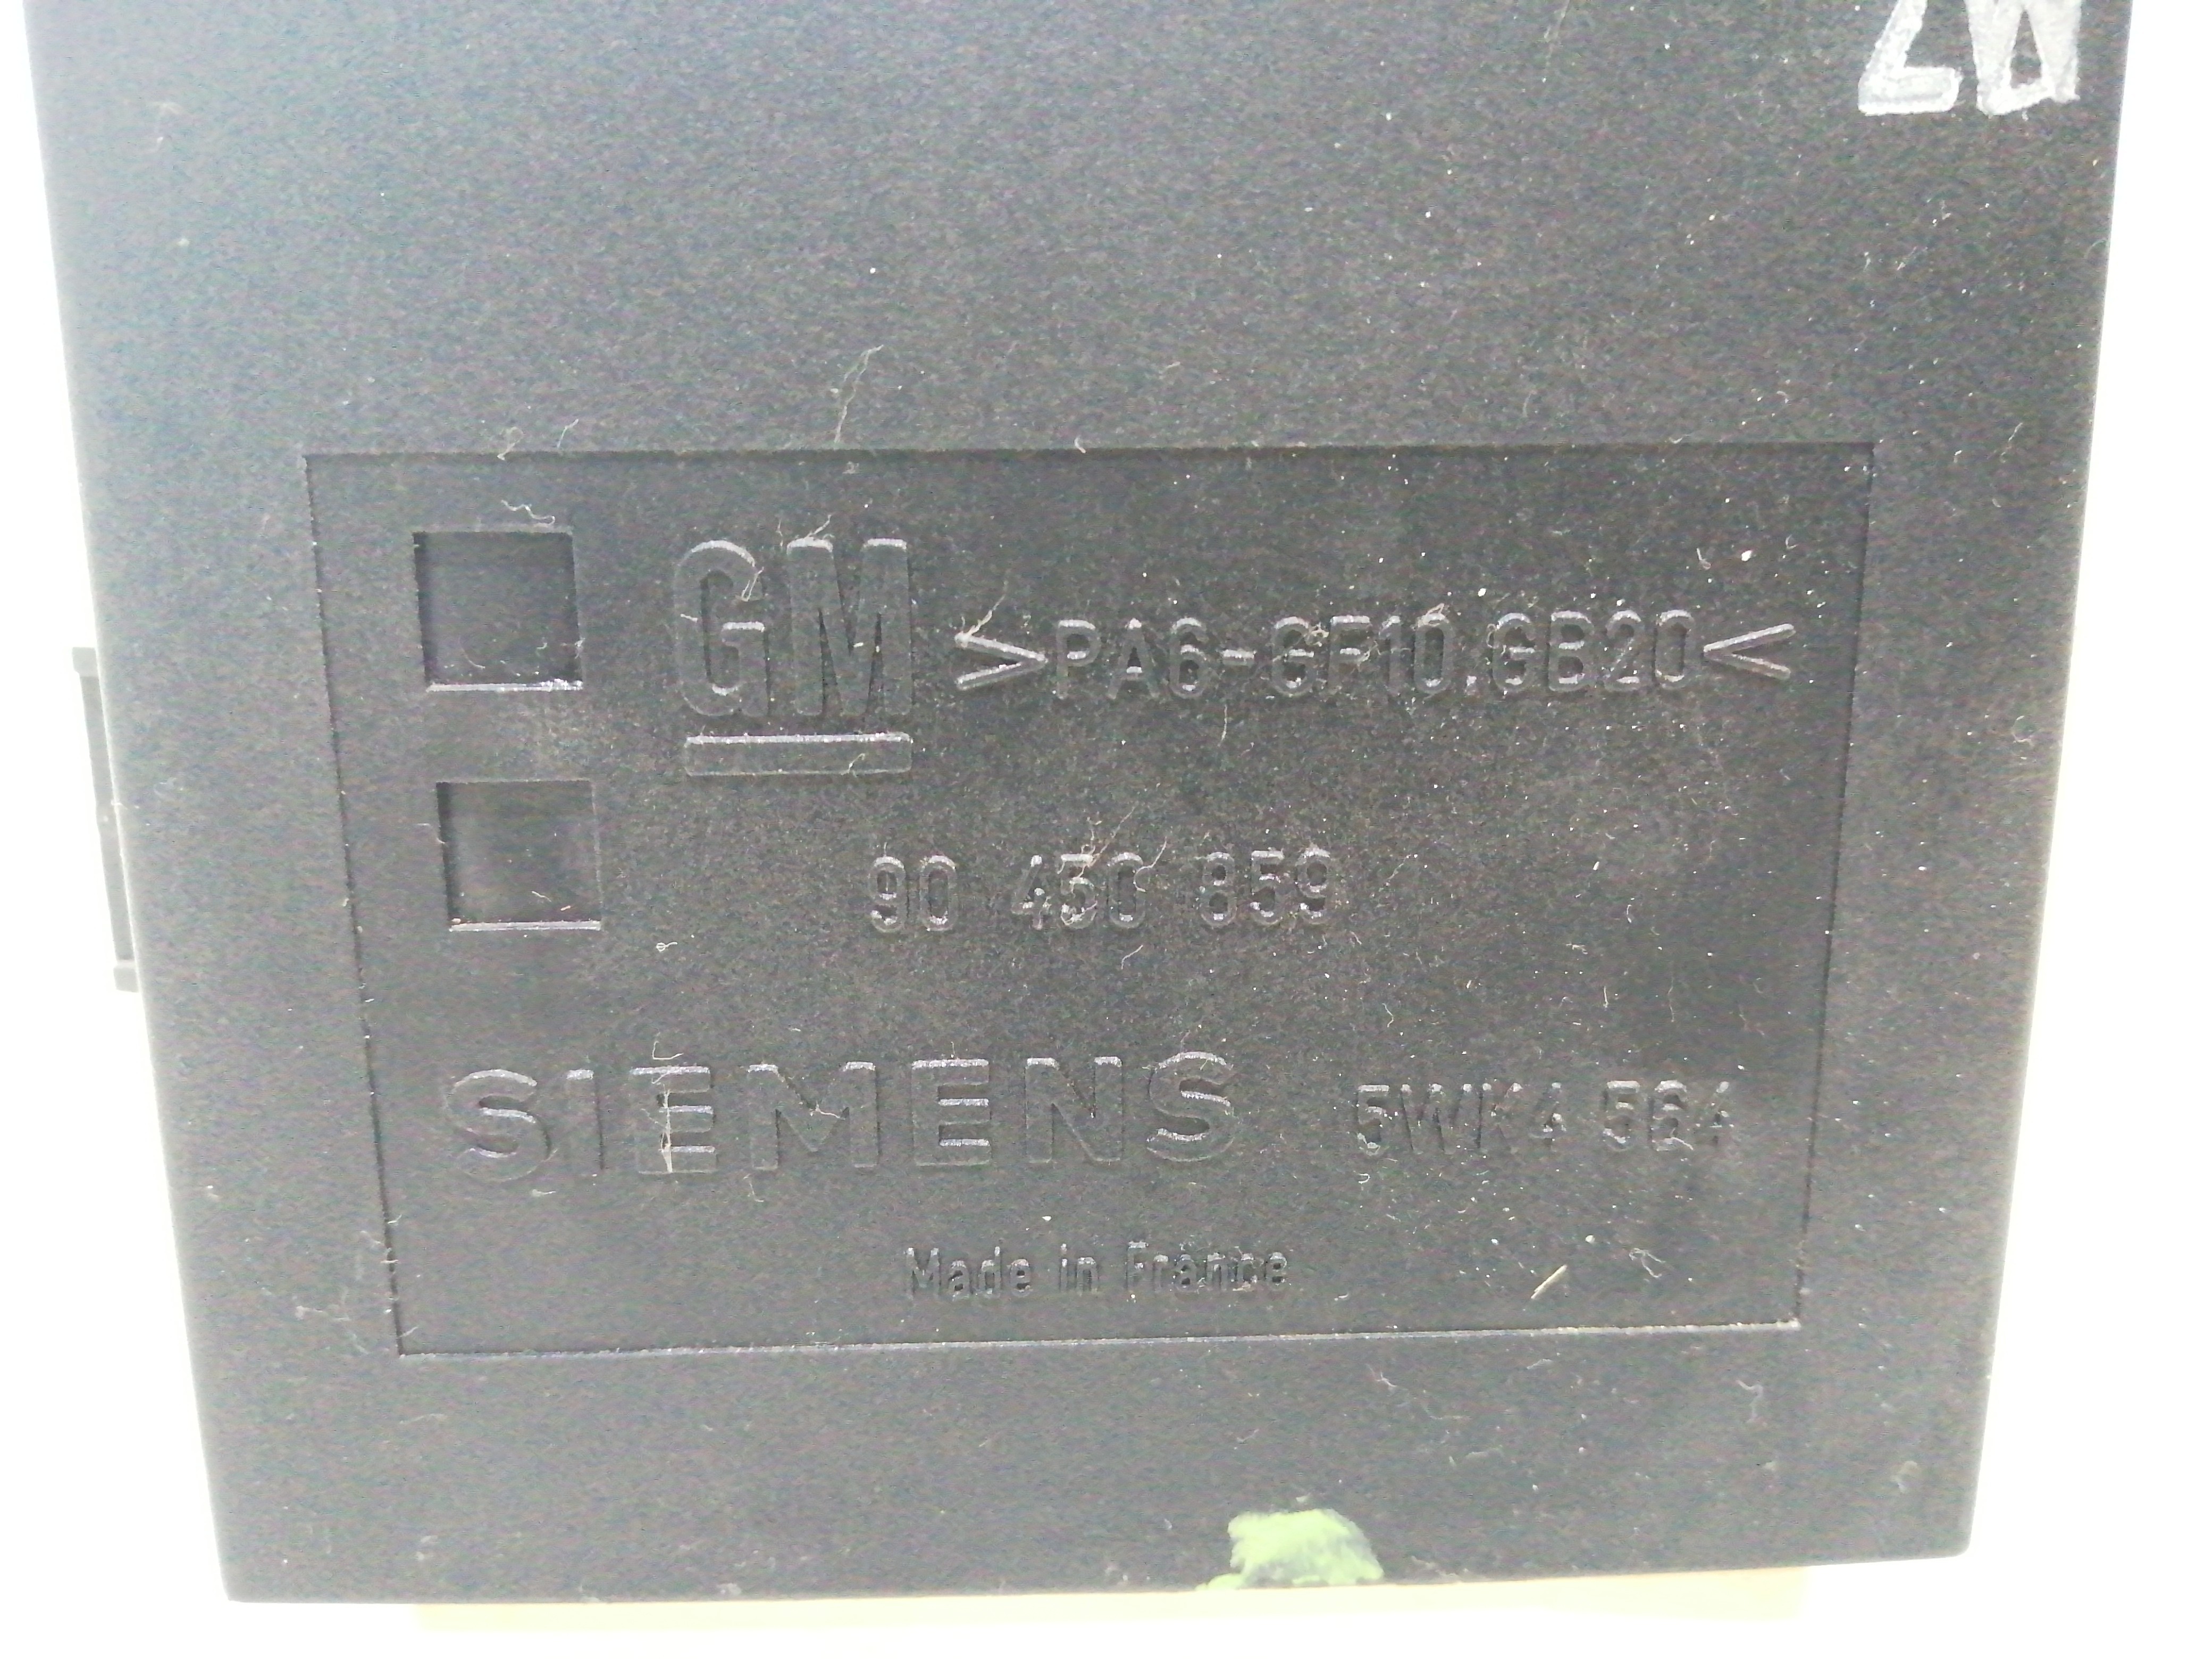 GM >PA6-GF10.GB20<
90 450 859
SIEMENS 5WK4 564
Made in France